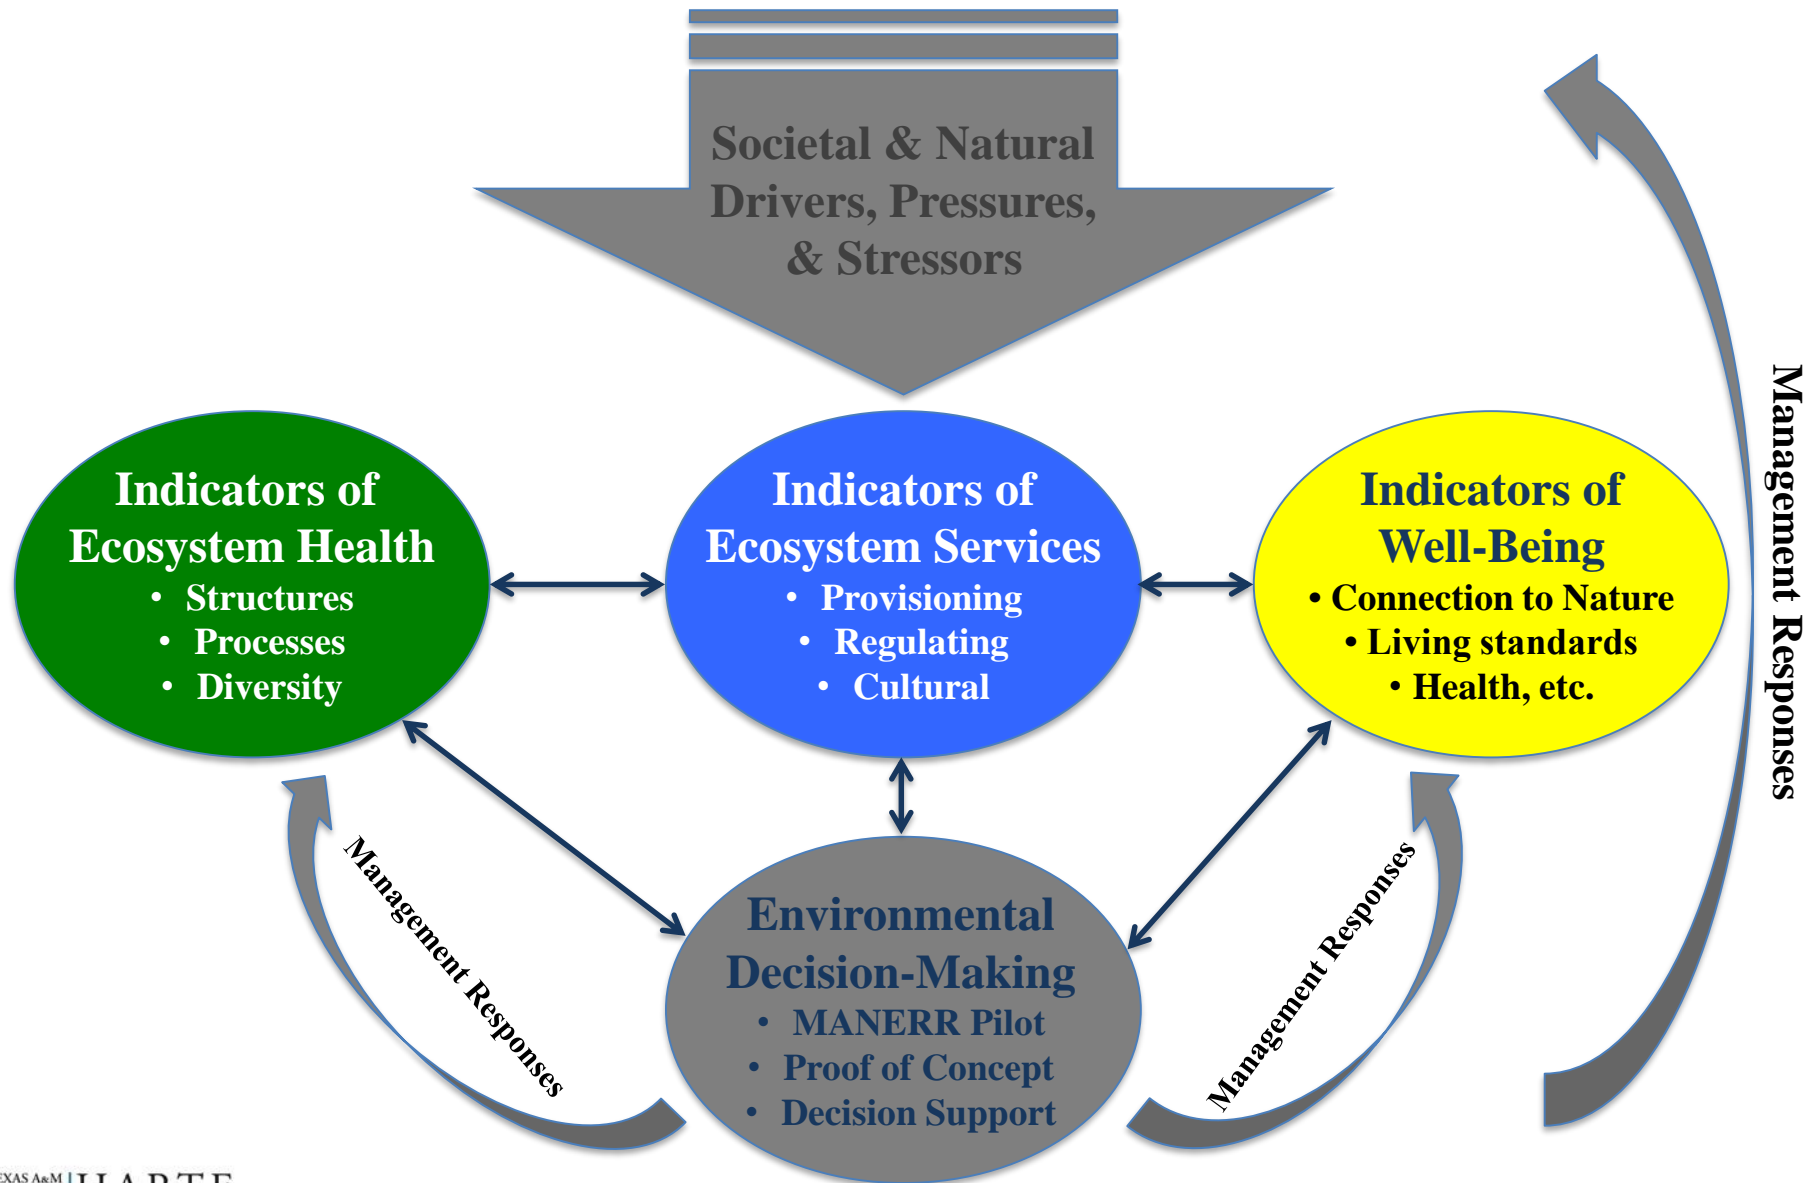 Societal & Natural
Drivers, Pressures,
& Stressors
Indicators of
Ecosystem Health
• Structures
• Processes
• Diversity
Indicators of
Ecosystem Services
• Provisioning
• Regulating
• Cultural
Indicators of
Well-Being
• Connection to Nature
• Living standards
• Health, etc.
Management Responses
Management Responses
Environmental
Decision-Making
• MANERR Pilot
• Proof of Concept
• Decision Support
Management Responses
A&M